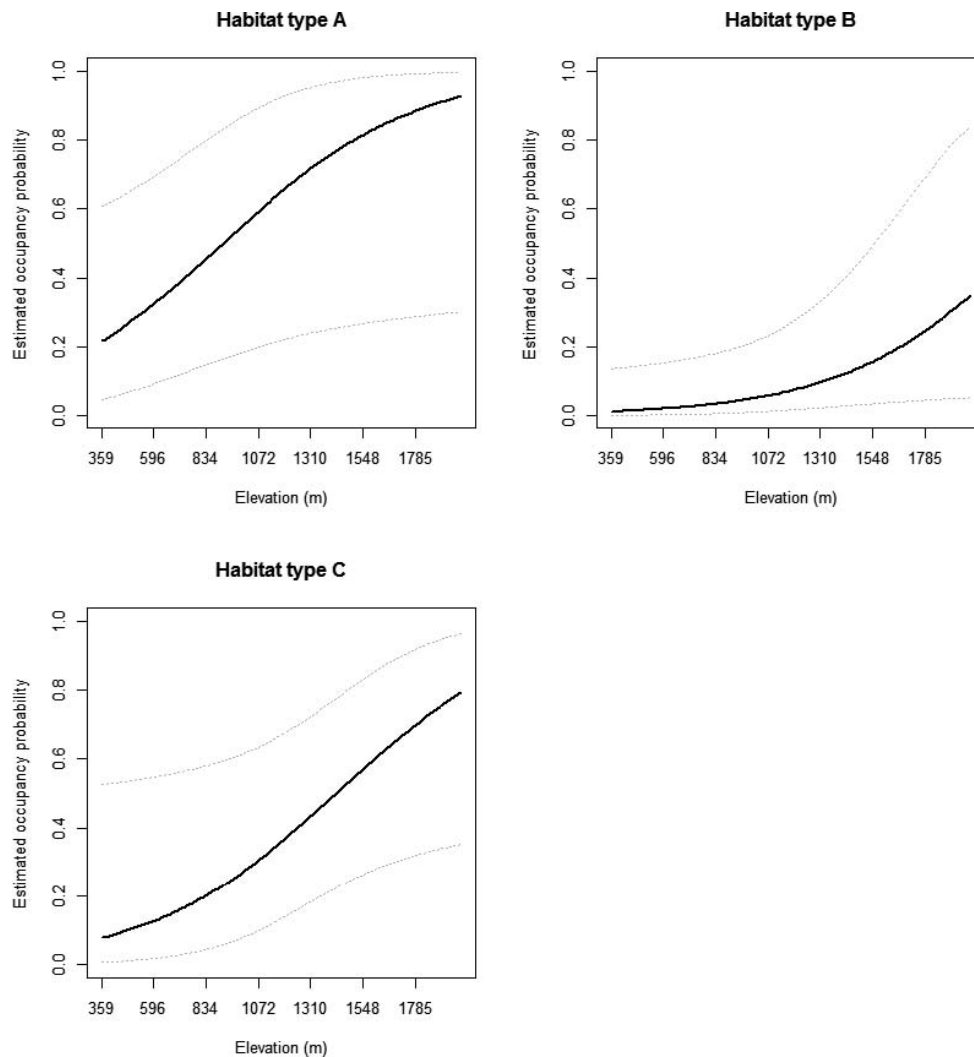 Habitat type A
Estimated occupancy probability
1.0
0.8
0.6
0.4
0.2
0.0
359 596 834 1072 1310 1548 1785
Elevation (m)
Habitat type B
Estimated occupancy probability
1.0
0.8
0.6
0.4
0.2
0.0
359 596 834 1072 1310 1548 1785
Elevation (m)
Habitat type C
Estimated occupancy probability
1.0
0.8
0.6
0.4
0.2
0.0
359 596 834 1072 1310 1548 1785
Elevation (m)